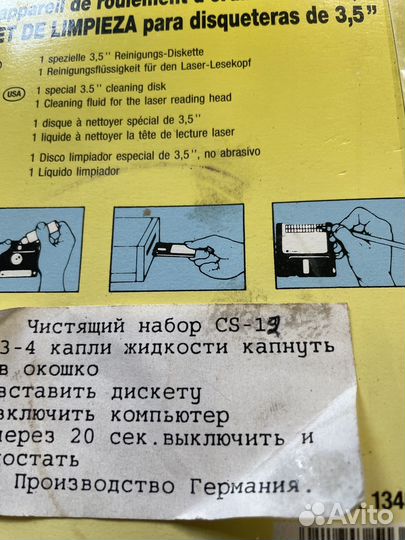 appareil de roulement d'
ET DE LIMPIEZA para disqueteras de 3,5"
1 spezielle 3,5" Reinigungs-Diskette
1 Reinigungsflüssigkeit für den Laser-Lesekopf
USA
1 special 3.5" cleaning disk
1 Cleaning fluid for the laser reading head
1 disque à nettoyer spécial de 3,5"
1 liquide à nettoyer la tête de lecture laser
1 Disco limpiador especial de 3,5", no abrasivo
1 Líquido limpiador
Чистящий набор CS-12
3-4 капли жидкости капнуть
в окошко
вставить дискету
включить компьютер
через 20 сек.выключить и
достать
Производство Германия.
134
Avito